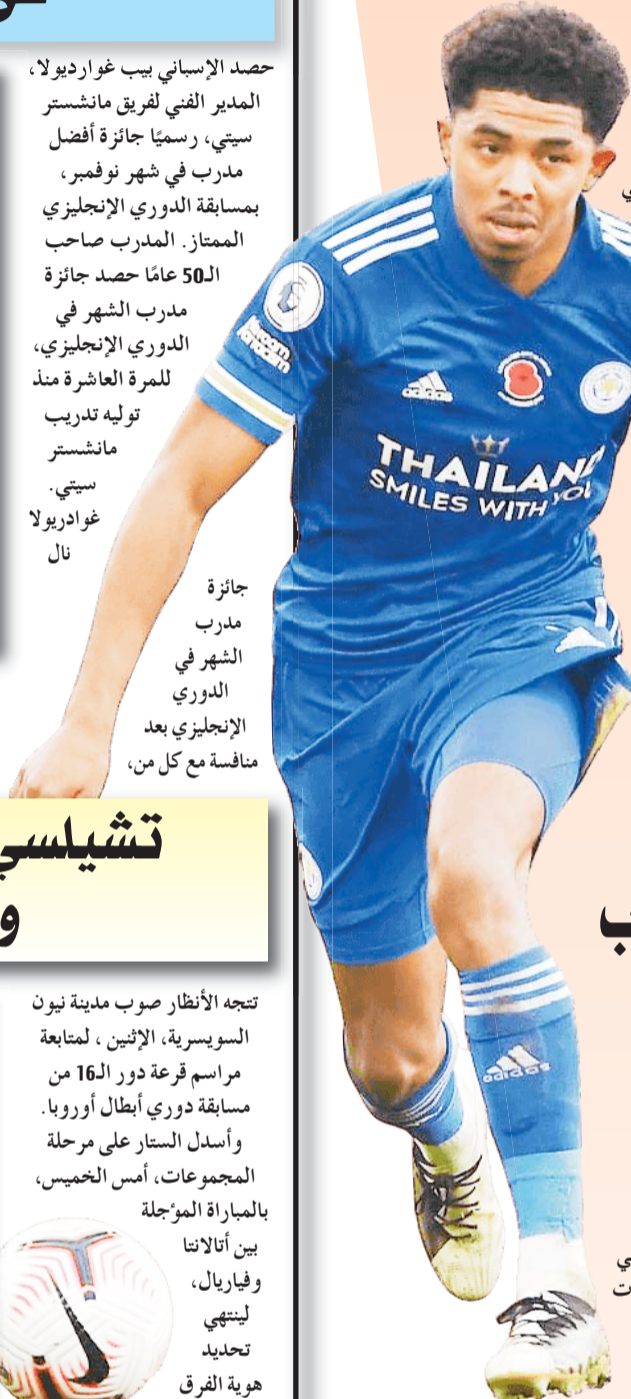 حصد الإسباني بيب غوارديولا،
المدير الفني لفريق مانشستر
سيتي، رسميًا جائزة أفضل
مدرب في شهر نوفمبر،
بمسابقة الدوري الإنجليزي
الممتاز. المدرب صاحب
الـ50 عامًا حصد جائزة
مدرب الشهر في
الدوري الإنجليزي،
للمرة العاشرة منذ
توليه تدريب
مانشستر
سيتي.
غوادريولا
نال
جائزة
مدرب
الشهر في
الدوري
الإنجليزي بعد
منافسة مع كل من،
تشيلسي
و
تتجه الأنظار صوب مدينة نيون
السويسرية، الإثنين ، لمتابعة
مراسم قرعة دور الـ16 من
مسابقة دوري أبطال أوروبا.
وأسدل الستار على مرحلة
المجموعات، أمس الخميس،
بالمباراة المؤجلة
بين أتالانتا
وفياريال،
لينتهي
تحديد
هوية الفرق
adidas
THAILAND
SMILES WITH YOU
adidas